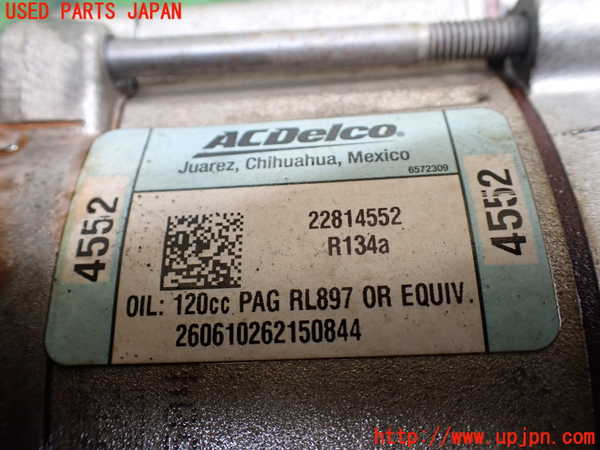 USED PARTS JAPAN
ACDelco®
Juarez, Chihuahua, Mexico
6572309
4552
22814552
R134a
4552
OIL: 120cc PAG RL897 OR EQUIV.
260610262150844
http://www.upjpn.com/